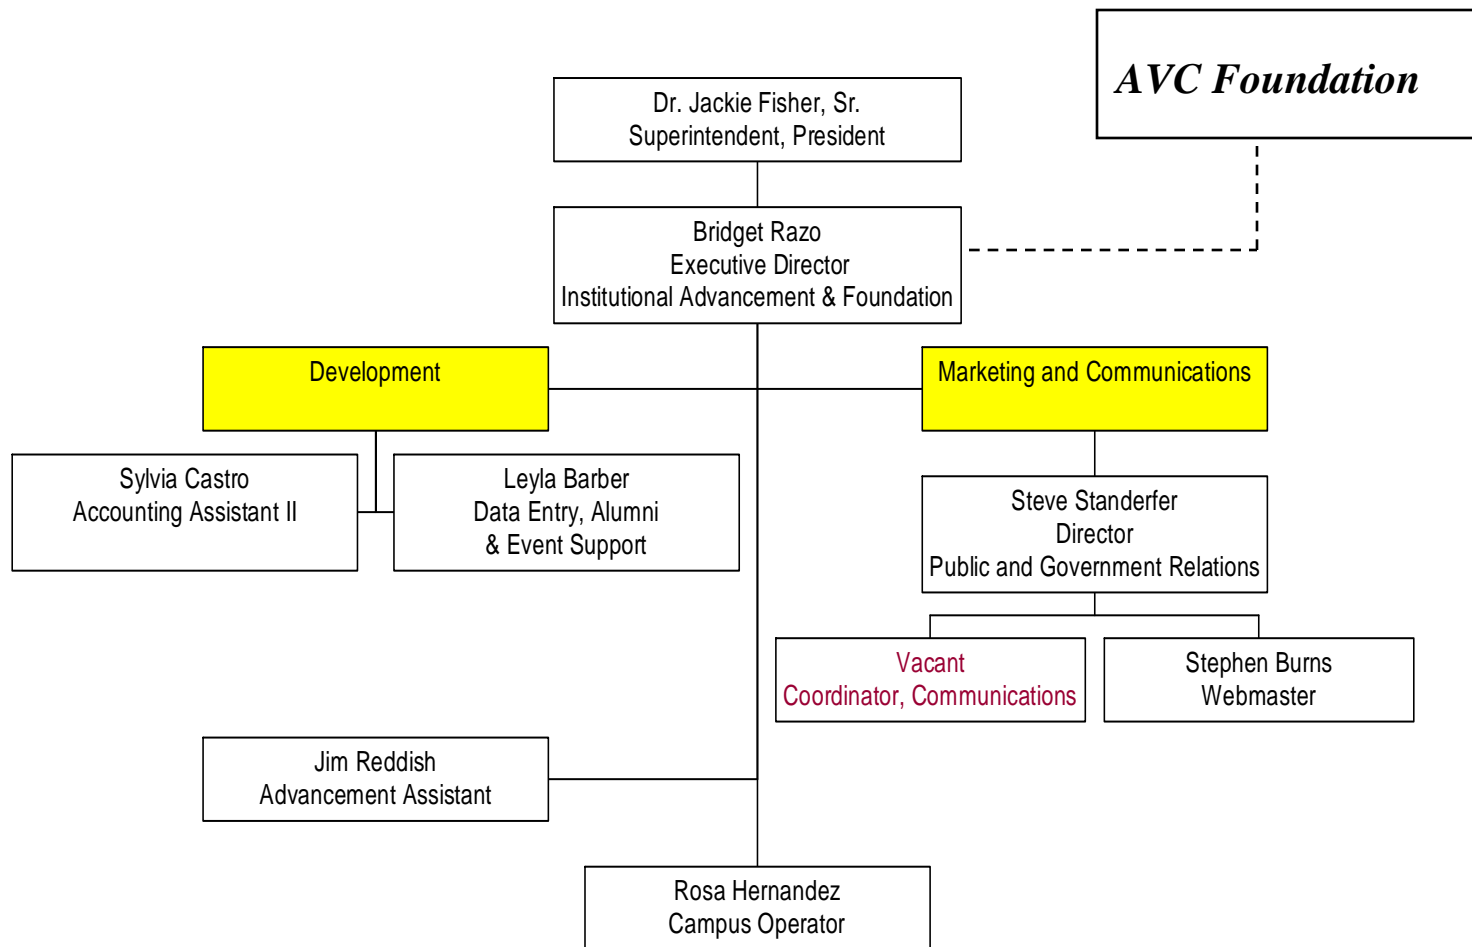 AVC Foundation
Dr. Jackie Fisher, Sr.
Superintendent, President
Bridget Razo
Executive Director
Institutional Advancement & Foundation
Development
Marketing and Communications
Sylvia Castro
Accounting Assistant II
Leyla Barber
Data Entry, Alumni
& Event Support
Steve Standerfer
Director
Public and Government Relations
Vacant
Coordinator, Communications
Stephen Burns
Webmaster
Jim Reddish
Advancement Assistant
Rosa Hernandez
Campus Operator